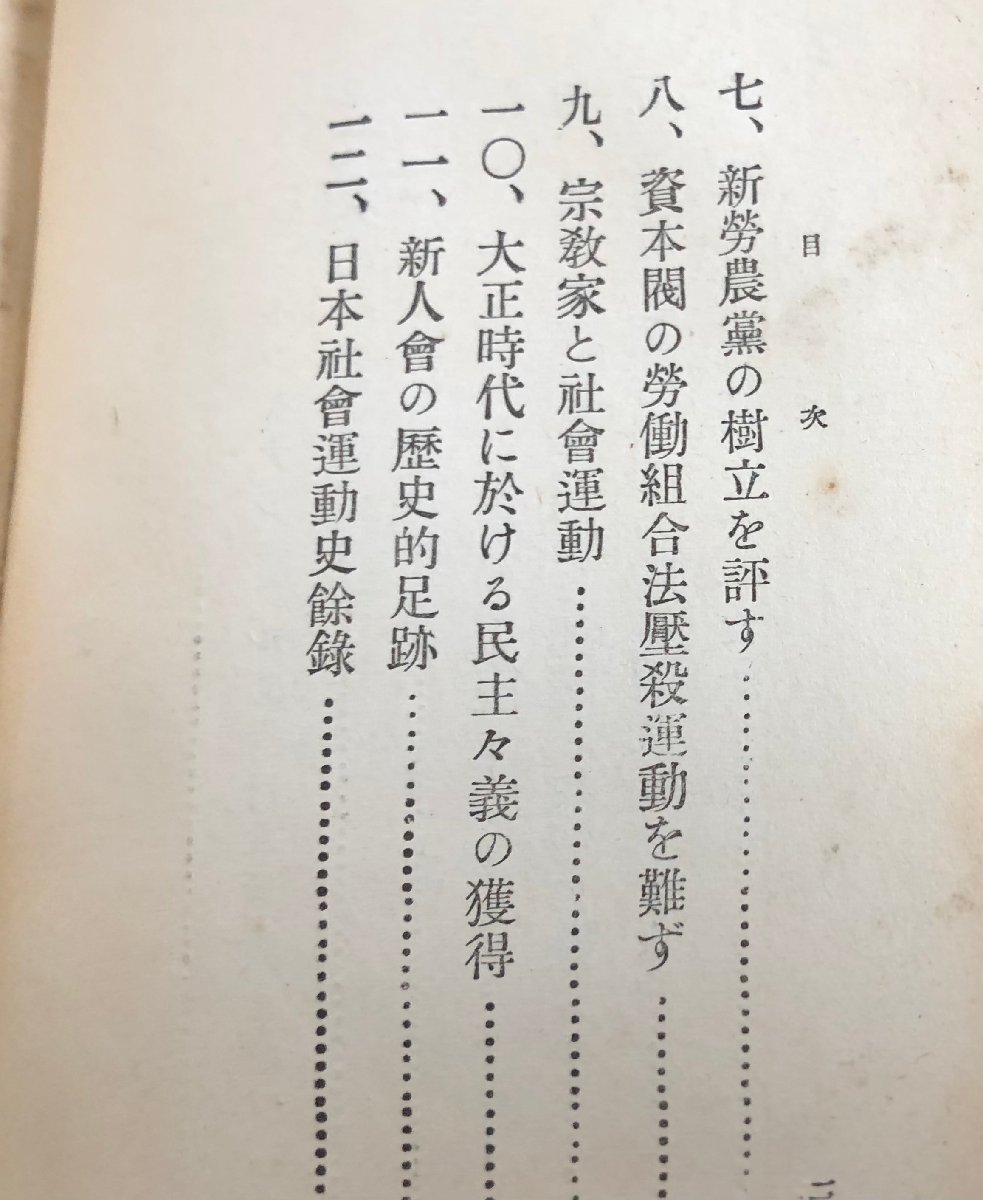 目次
七、新勞農黨の樹立を評す……………
八、資本閥の勞働組合法壓殺運動を難ず……
九、宗教家と社會運動…………………
一〇、大正時代に於ける民主々義の獲得……
一一、新人會の歷史的足跡……………
一二、日本社會運動史餘錄……………